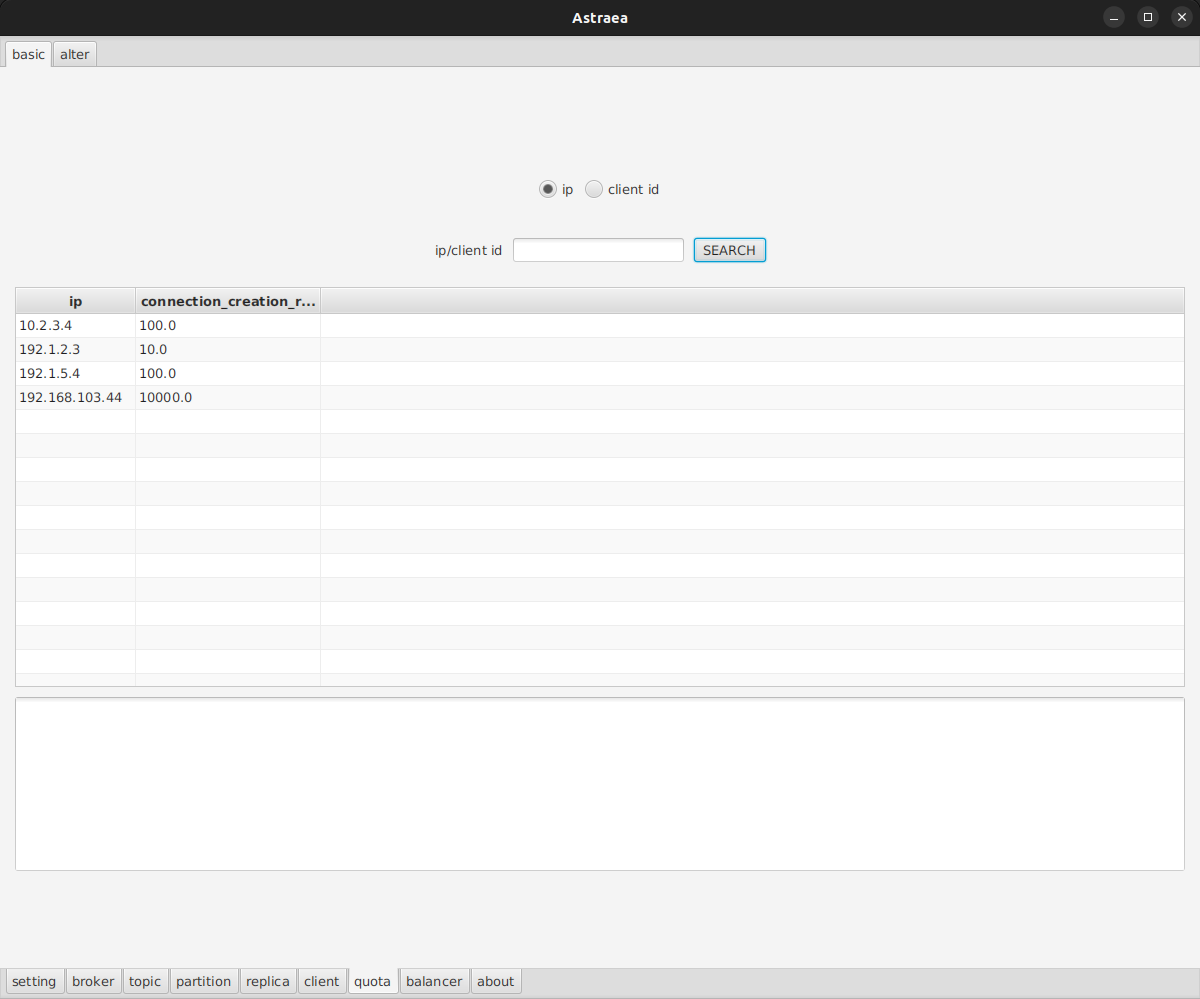 Astraea
basic alter
ip client id
ip/client id SEARCH
ip connection_creation_r...
10.2.3.4 100.0
192.1.2.3 10.0
192.1.5.4 100.0
192.168.103.44 10000.0
setting broker topic partition replica client quota balancer about